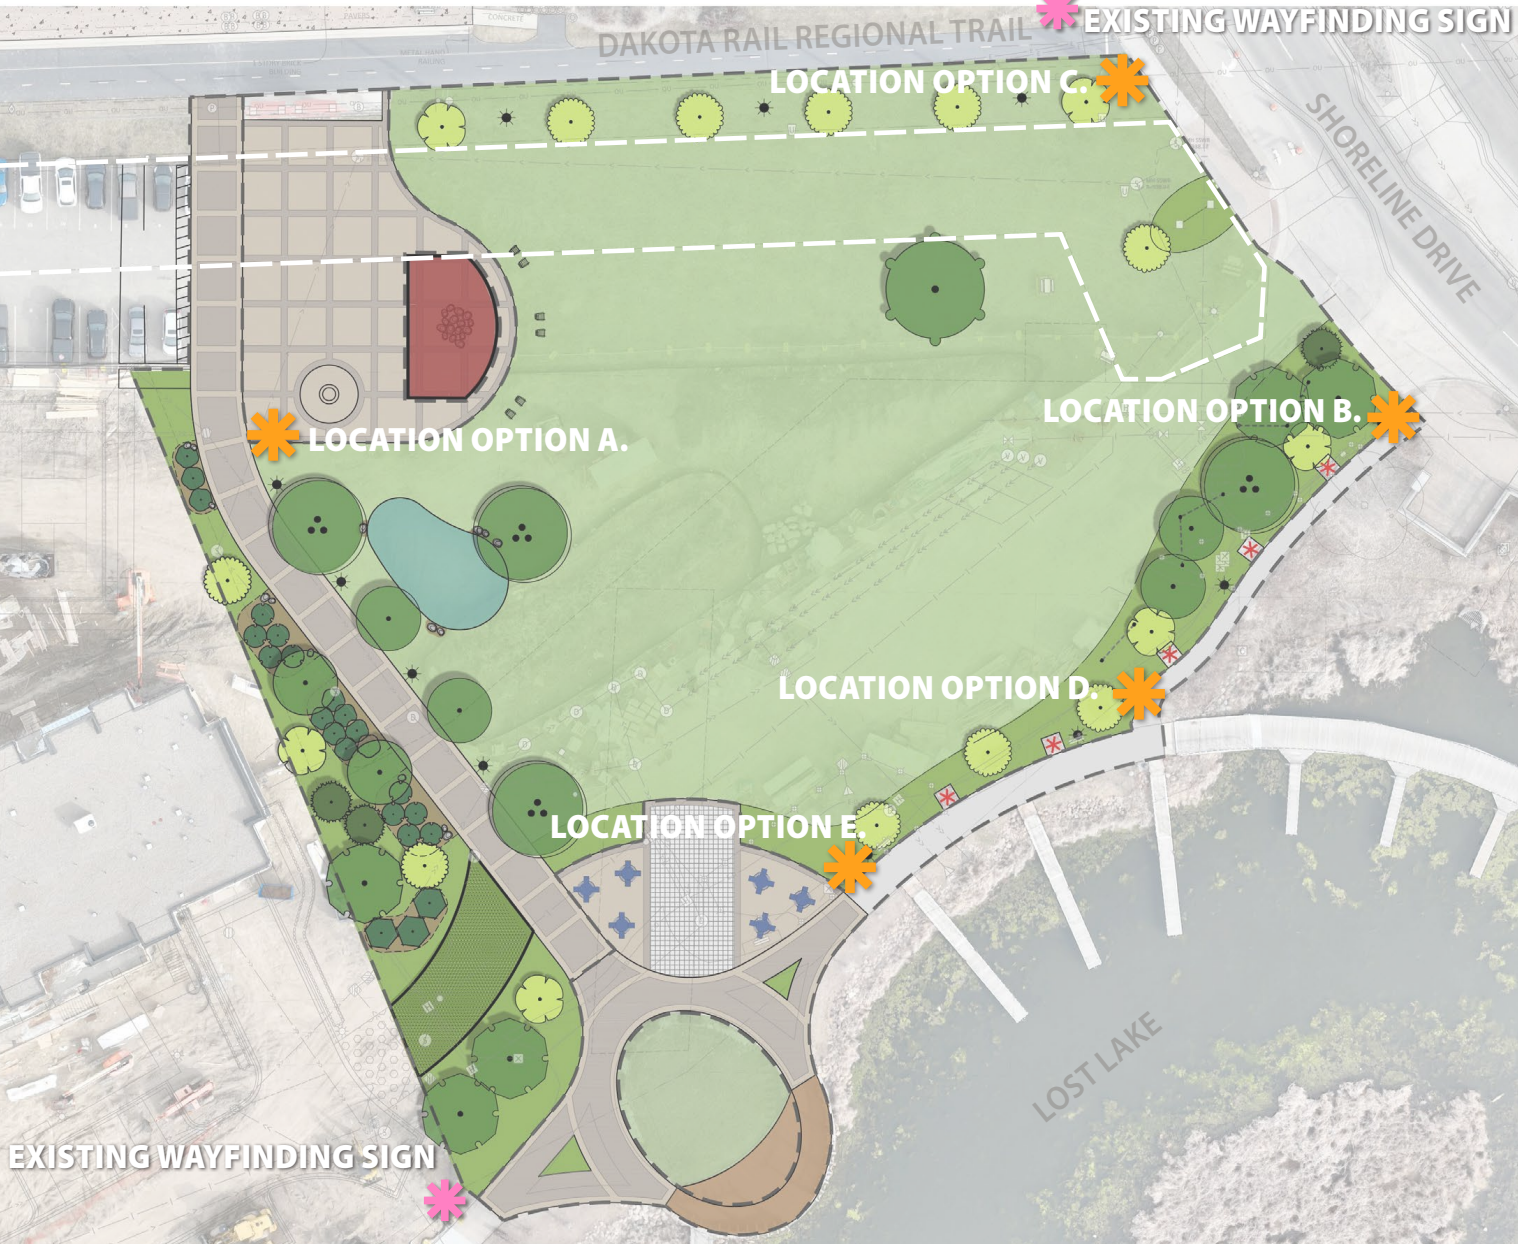 EXISTING WAYFINDING SIGN
DAKOTA RAIL REGIONAL TRAIL
LOCATION OPTION C.
SHORELINE DRIVE
LOCATION OPTION B.
LOCATION OPTION A.
LOCATION OPTION D.
LOCATION OPTION E.
LOST LAKE
EXISTING WAYFINDING SIGN
CONCRETE